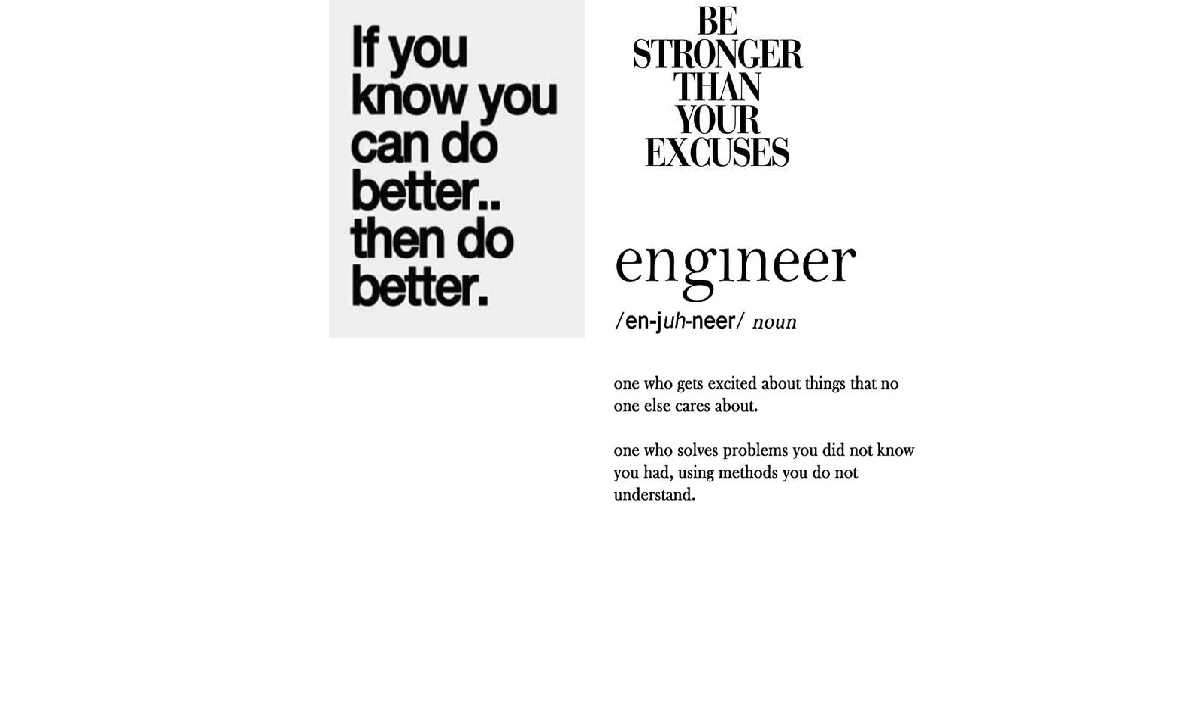 If you
know you
can do
better..
then do
better.
BE
STRONGER
THAN
YOUR
EXCUSES
engıneer
/en-juh-neer/ noun
one who gets excited about things that no
one else cares about.
one who solves problems you did not know
you had, using methods you do not
understand.